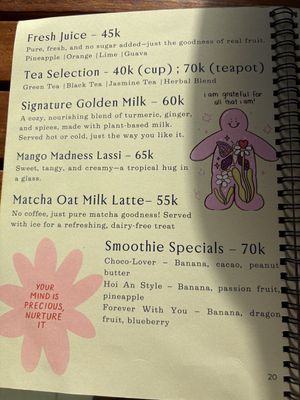 Fresh Juice – 45k
Pure, fresh, and no sugar added—just the goodness of real fruit.
Pineapple |Orange |Lime |Guava
Tea Selection – 40k (cup) ; 70k (teapot)
Green Tea |Black Tea |Jasmine Tea |Herbal Blend
Signature Golden Milk – 60k
A cozy, nourishing blend of turmeric, ginger,
and spices, made with plant-based milk.
Served hot or cold, just the way you like it.
i am grateful for
all that i am!
Mango Madness Lassi – 65k
Sweet, tangy, and creamy—a tropical hug in
a glass.
Matcha Oat Milk Latte– 55k
No coffee, just pure matcha goodness! Served
with ice for a refreshing, dairy-free treat
Smoothie Specials – 70k
Choco-Lover – Banana, cacao, peanut
butter
Hoi An Style – Banana, passion fruit,
pineapple
Forever With You – Banana, dragon
fruit, blueberry
YOUR
MIND IS
PRECIOUS,
NURTURE
IT
20